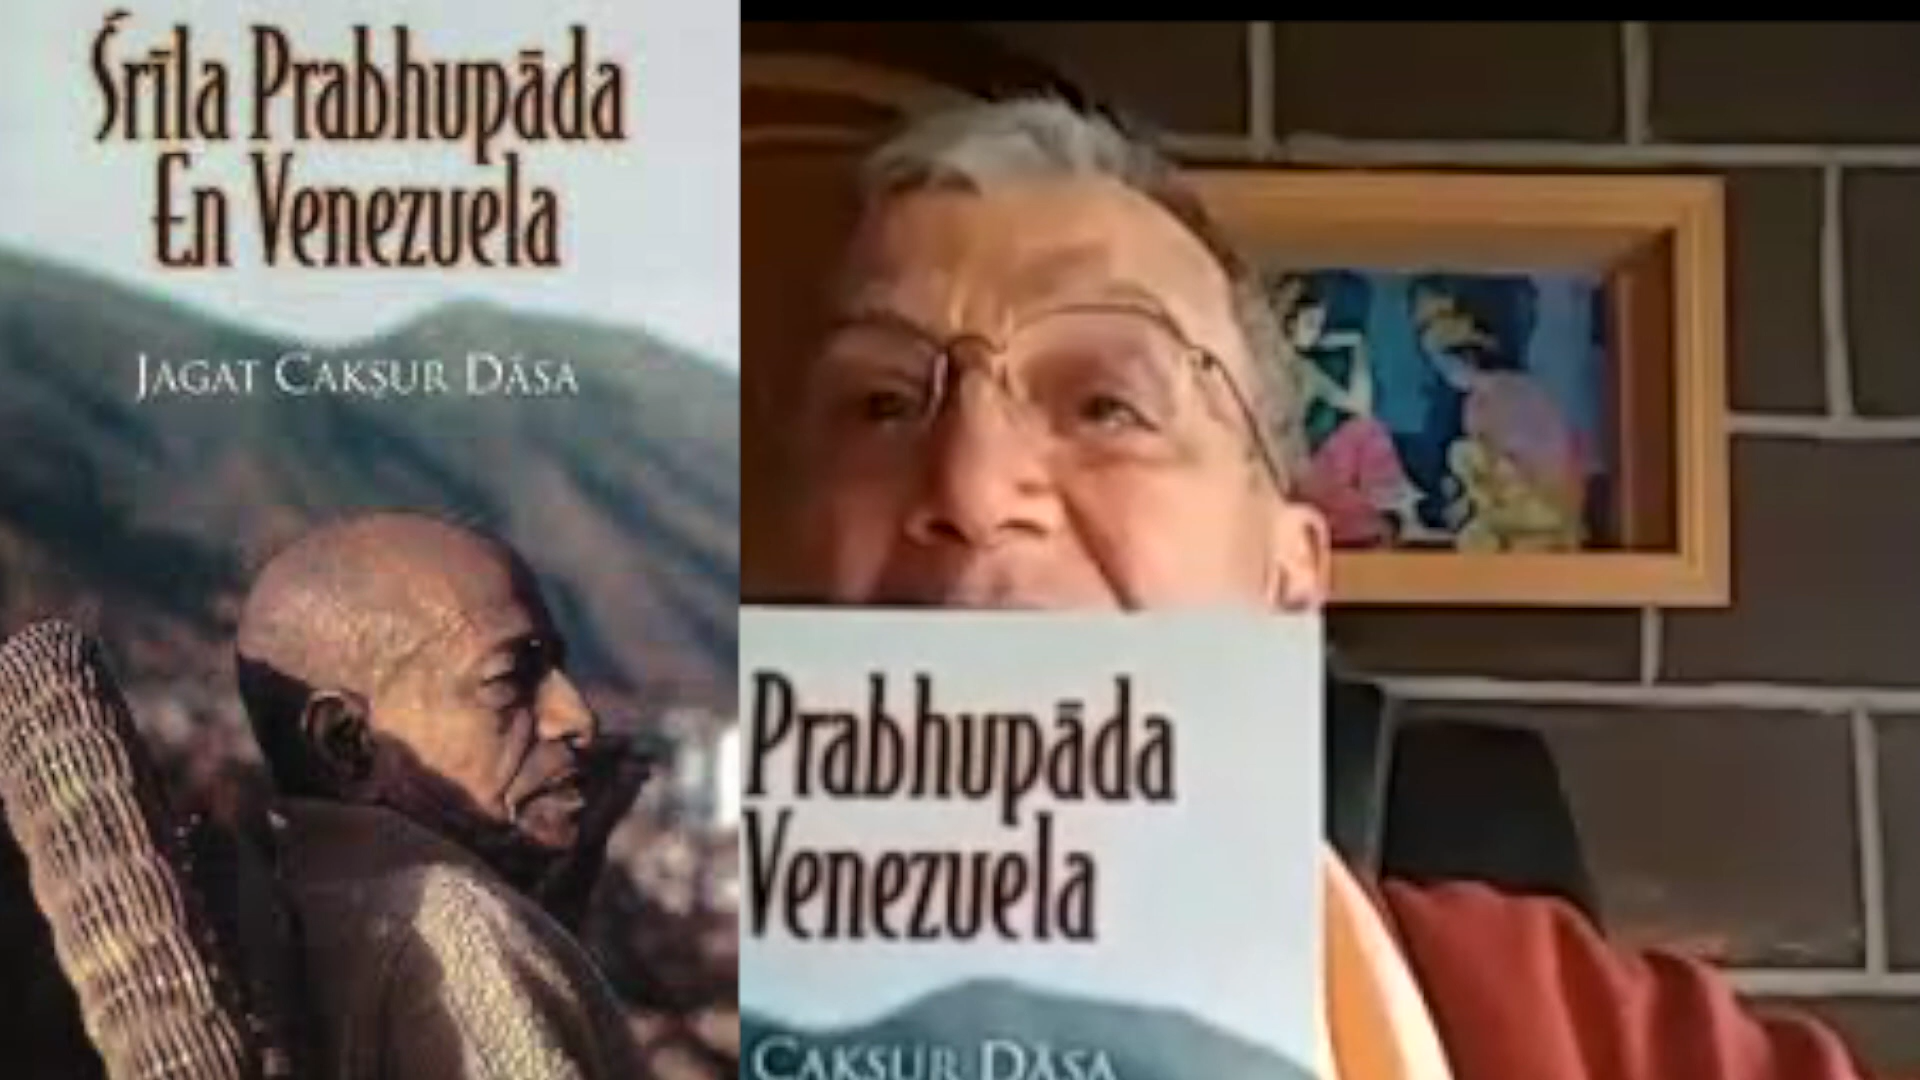 Śrīla Prabhupāda
En Venezuela
Jagat Cakṣur Dāsa
Prabhupāda
Venezuela
Cakṣur Dāsa